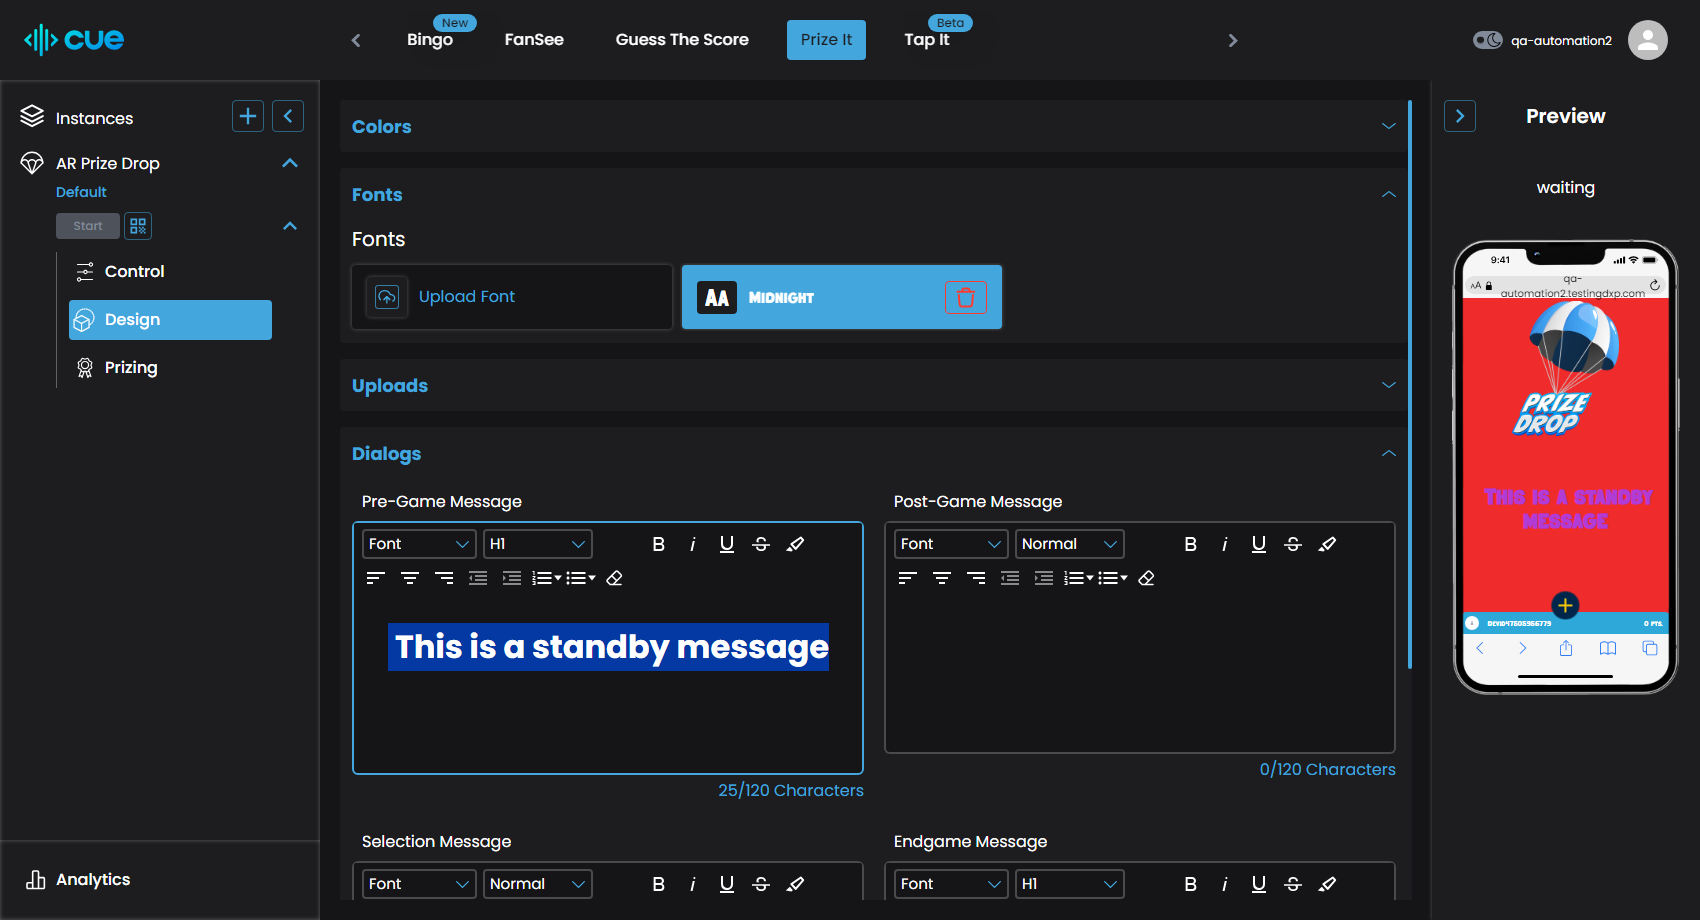 cue
New
Bingo
FanSee
Guess The Score
Prize It
Beta
Tap It
qa-automation2
Instances
AR Prize Drop
Default
Start
Control
Design
Prizing
Analytics
Colors
Fonts
Fonts
Upload Font
AA MIDNIGHT
Uploads
Dialogs
Pre-Game Message
Font H1 B i U S
This is a standby message
25/120 Characters
Post-Game Message
Font Normal B i U S
0/120 Characters
Selection Message
Font Normal B i U S
Endgame Message
Font H1 B i U S
Preview
waiting
9:41
AA
qa-
automation2.testingdxp.com
PRIZE
DROP
THIS IS A STANDBY
MESSAGE
0 PTS.